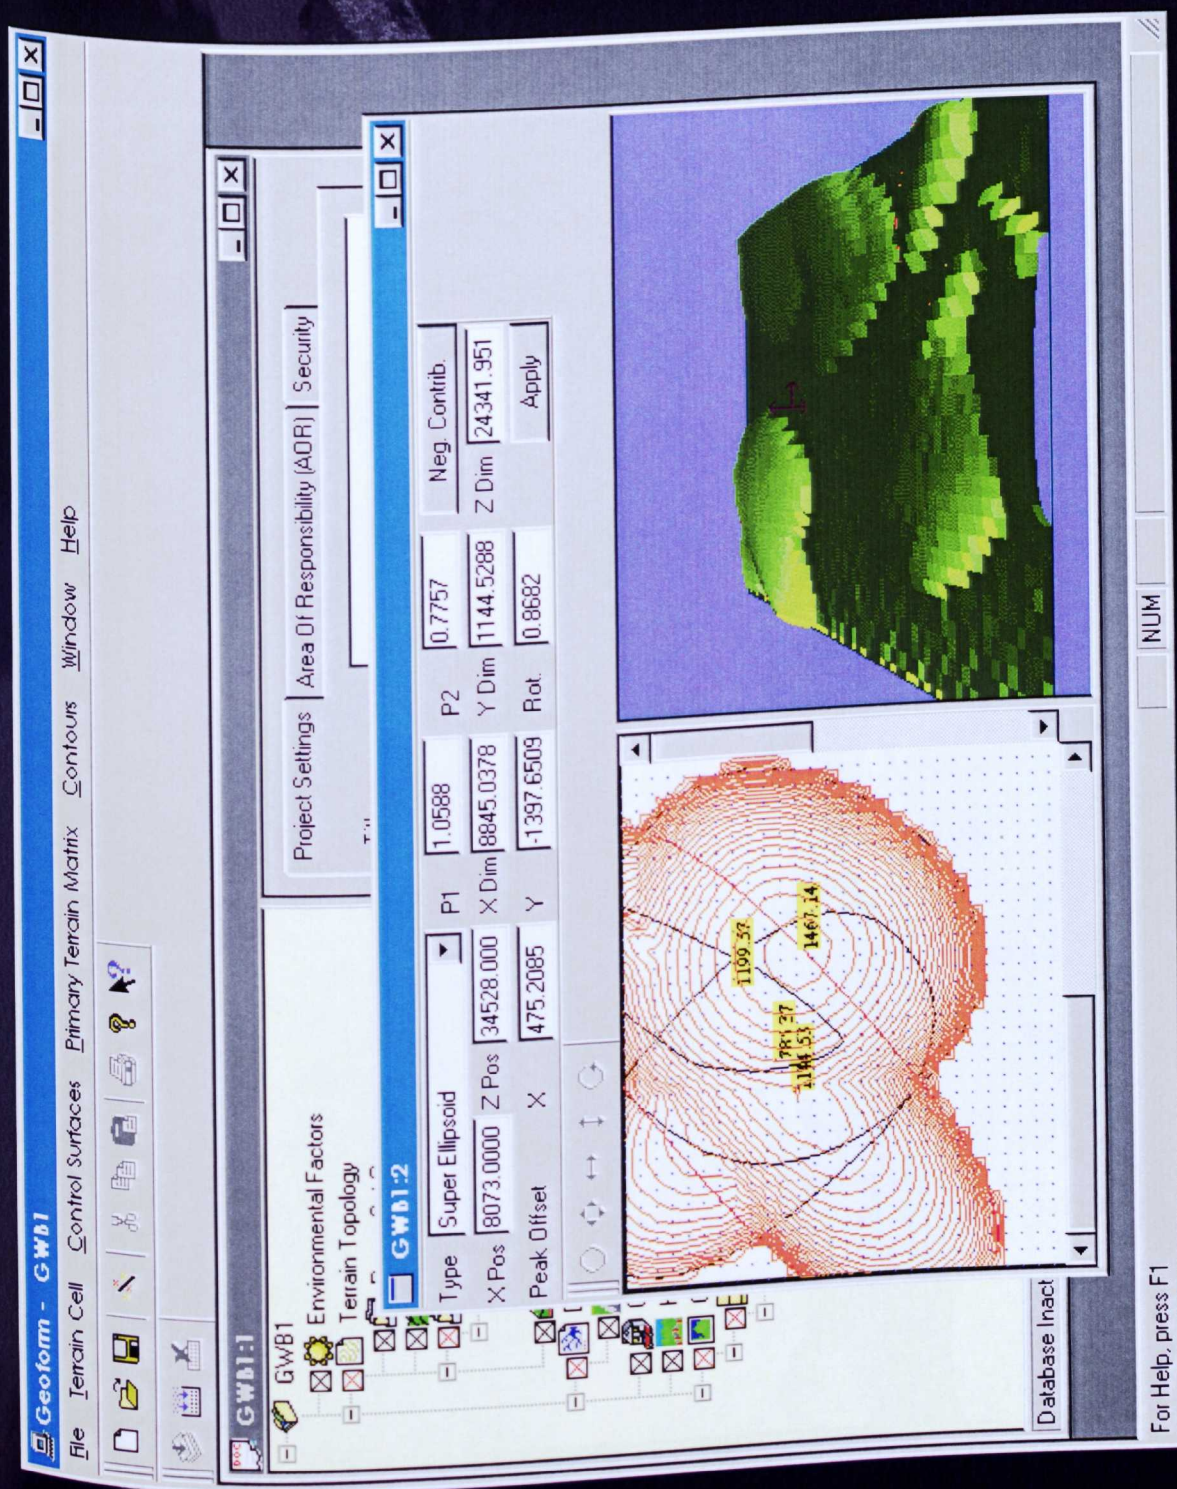 Geoform - GWB1
File Terrain Cell Control Surfaces Primary Terrain Matrix Contours Window Help
GWB1:1
GWB1
Environmental Factors
Terrain Topology
Project Settings Area Of Responsibility (AOR) Security
GWB1:2
Type Super Ellipsoid P1 1.0588 P2 0.7757 Neg. Contrib.
X Pos 8073.0000 Z Pos 34528.000 X Dim 8845.0378 Y Dim 1144.5288 Z Dim 24341.951
Peak Offset X 475.2085 Y -1397.6509 Rot. 0.8682 Apply
1199.37
1467.14
1144.53
Database Inact
For Help, press F1 NUM